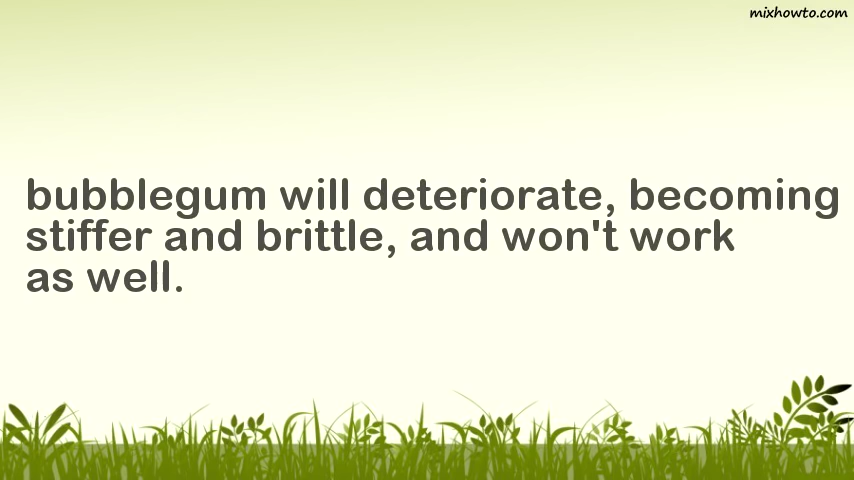 mixhowto.com
bubblegum will deteriorate, becoming
stiffer and brittle, and won't work
as well.